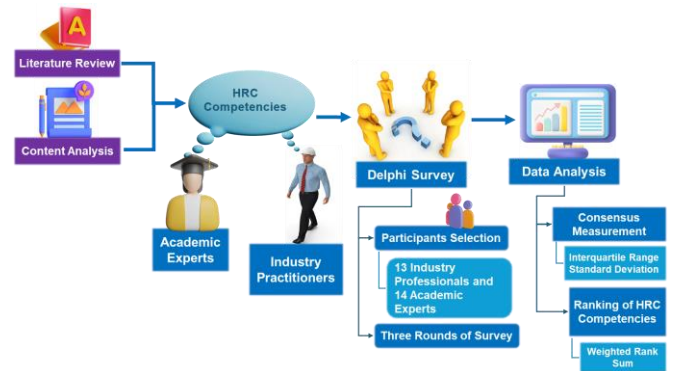 A
Literature Review
Content Analysis
HRC
Competencies
Academic
Experts
Industry
Practitioners
Delphi Survey
Participants Selection
13 Industry
Professionals and
14 Academic
Experts
Three Rounds of Survey
Data Analysis
Consensus
Measurement
Interquartile Range
Standard Deviation
Ranking of HRC
Competencies
Weighted Rank
Sum